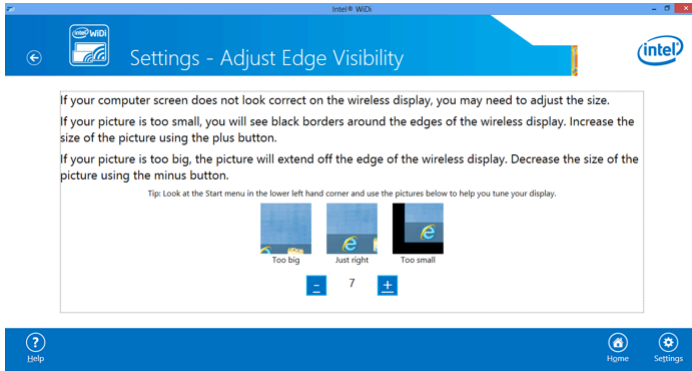 Intel® WiDi
intel WiDi
Settings - Adjust Edge Visibility
intel
If your computer screen does not look correct on the wireless display, you may need to adjust the size.
If your picture is too small, you will see black borders around the edges of the wireless display. Increase the
size of the picture using the plus button.
If your picture is too big, the picture will extend off the edge of the wireless display. Decrease the size of the
picture using the minus button.
Tip: Look at the Start menu in the lower left hand corner and use the pictures below to help you tune your display.
Too big Just right Too small
- 7 +
? Help Home Settings